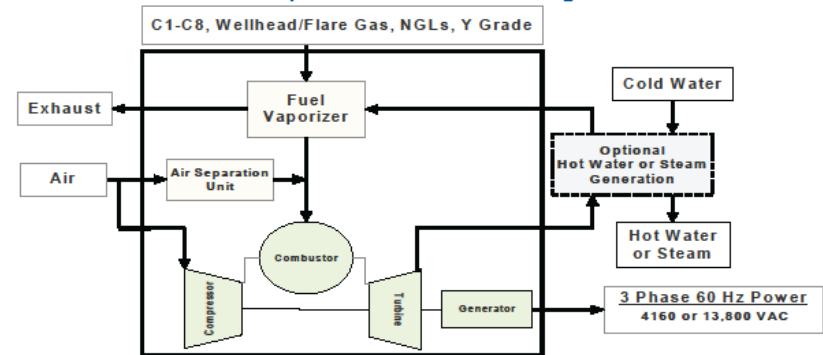 C1-C8, Wellhead/Flare Gas, NGLs, Y Grade
Cold Water
Exhaust
Fuel
Vaporizer
Optional
Hot Water or Steam
Generation
Air
Air Separation
Unit
Hot Water
or Steam
Combustor
Compressor
Turbine
Generator
3 Phase 60 Hz Power
4160 or 13,800 VAC